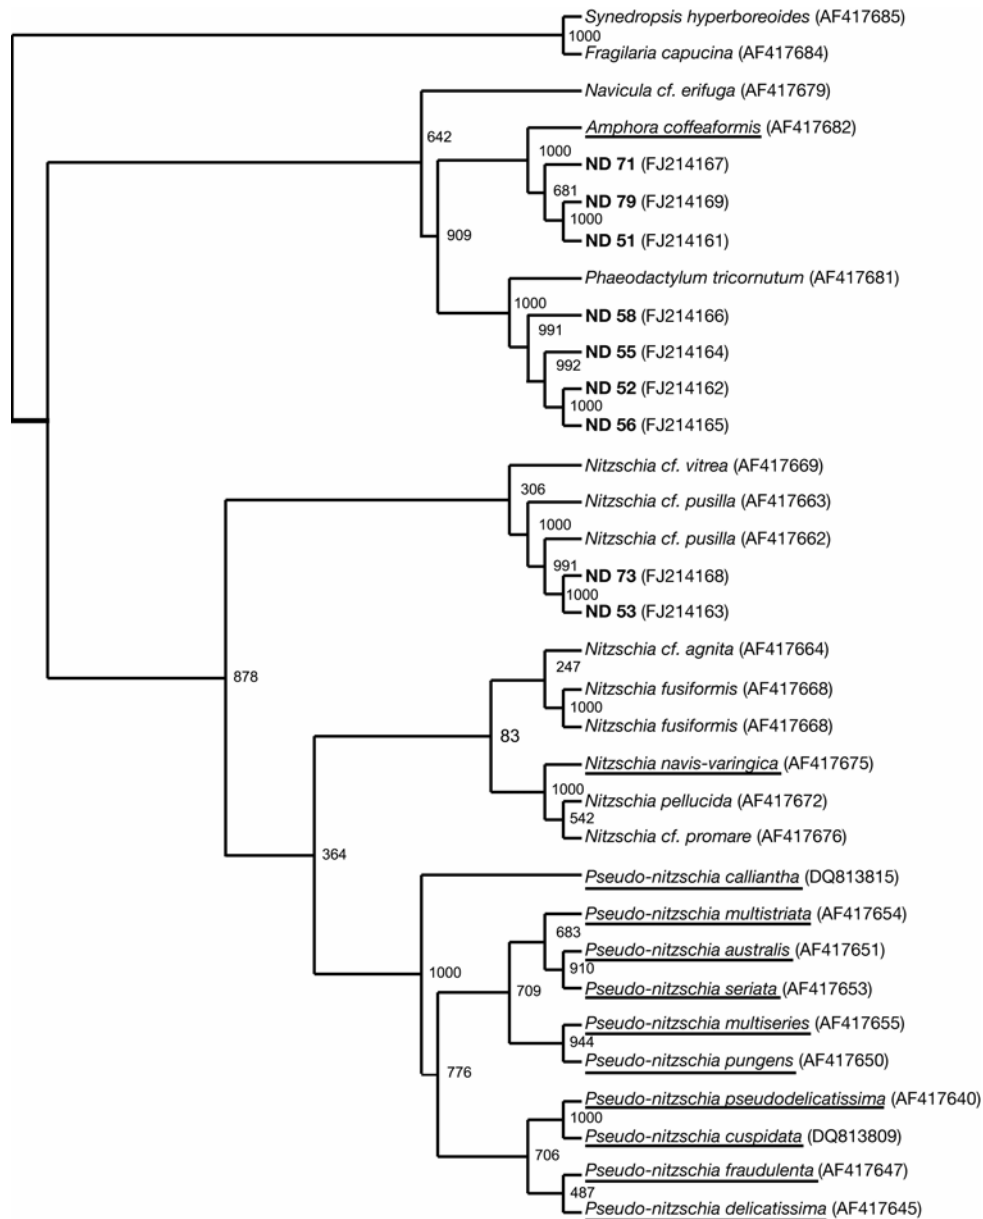 Synedropsis hyperboreoides (AF417685)
1000
Fragilaria capucina (AF417684)
Navicula cf. erifuga (AF417679)
642
Amphora coffeaformis (AF417682)
1000
ND 71 (FJ214167)
681
ND 79 (FJ214169)
1000
909
ND 51 (FJ214161)
Phaeodactylum tricornutum (AF417681)
1000
ND 58 (FJ214166)
991
ND 55 (FJ214164)
992
ND 52 (FJ214162)
1000
ND 56 (FJ214165)
Nitzschia cf. vitrea (AF417669)
306
Nitzschia cf. pusilla (AF417663)
1000
Nitzschia cf. pusilla (AF417662)
991
ND 73 (FJ214168)
1000
ND 53 (FJ214163)
878
Nitzschia cf. agnita (AF417664)
247
Nitzschia fusiformis (AF417668)
1000
Nitzschia fusiformis (AF417668)
83
Nitzschia navis-varingica (AF417675)
1000
Nitzschia pellucida (AF417672)
542
Nitzschia cf. promare (AF417676)
364
Pseudo-nitzschia calliantha (DQ813815)
Pseudo-nitzschia multistriata (AF417654)
683
Pseudo-nitzschia australis (AF417651)
910
1000
Pseudo-nitzschia seriata (AF417653)
709
Pseudo-nitzschia multiseries (AF417655)
944
Pseudo-nitzschia pungens (AF417650)
776
Pseudo-nitzschia pseudodelicatissima (AF417640)
1000
Pseudo-nitzschia cuspidata (DQ813809)
706
Pseudo-nitzschia fraudulenta (AF417647)
487
Pseudo-nitzschia delicatissima (AF417645)